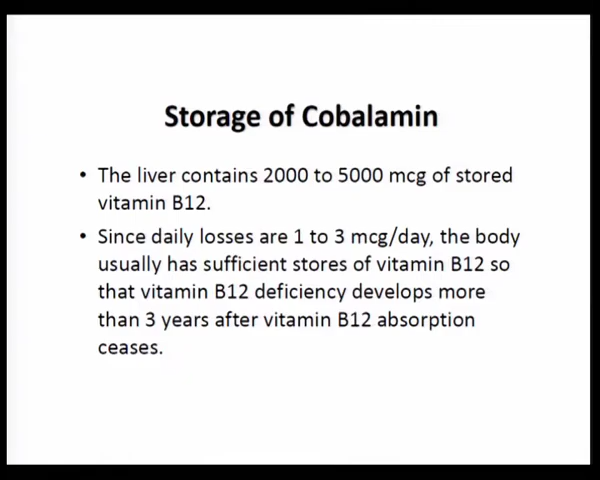 Storage of Cobalamin
• The liver contains 2000 to 5000 mcg of stored
vitamin B12.
• Since daily losses are 1 to 3 mcg/day, the body
usually has sufficient stores of vitamin B12 so
that vitamin B12 deficiency develops more
than 3 years after vitamin B12 absorption
ceases.